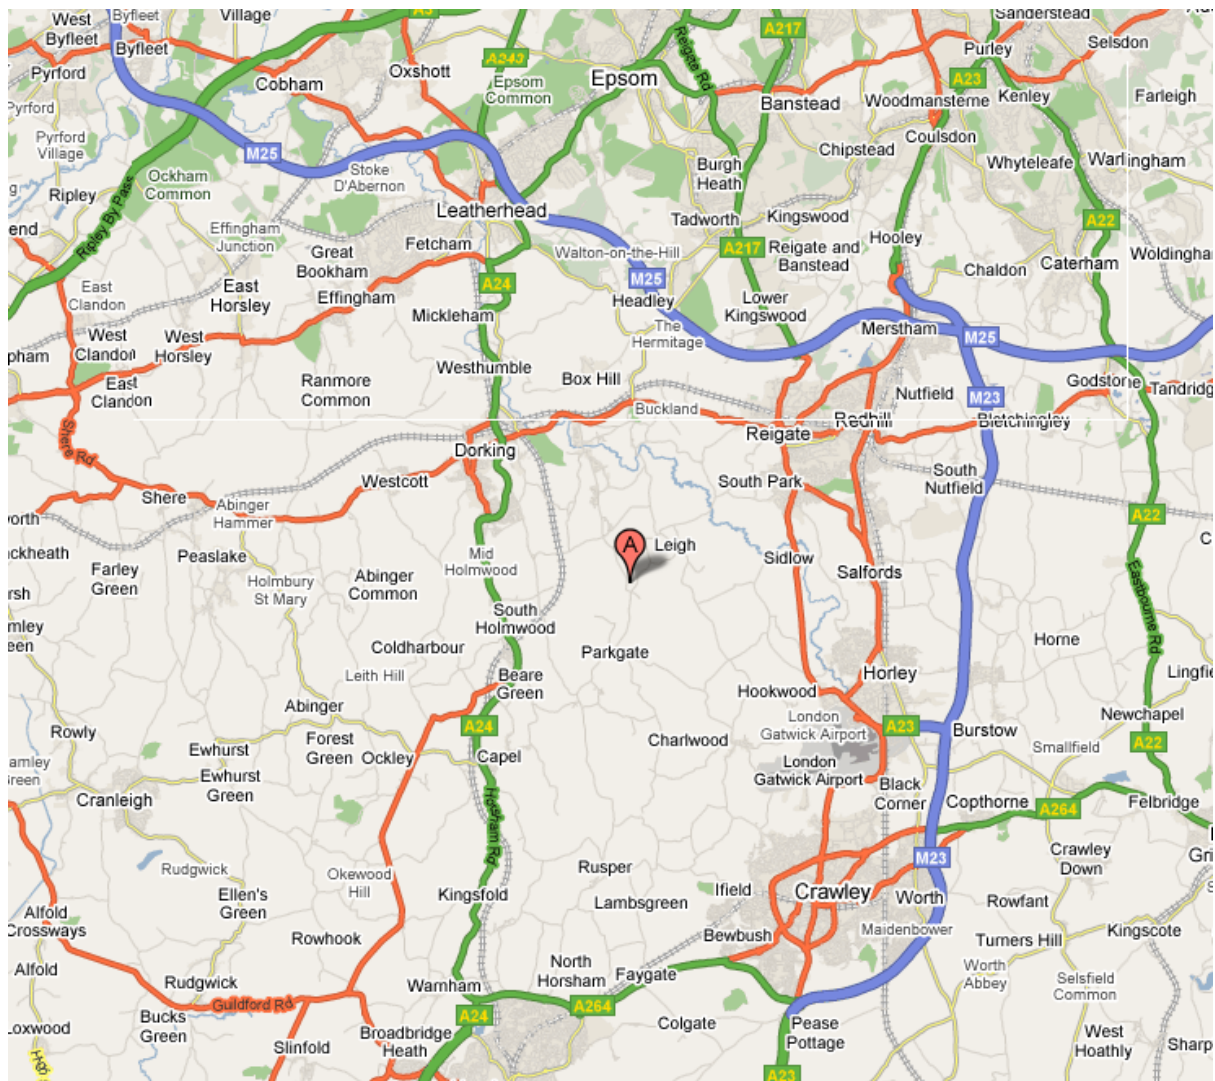 A3
A217
Sanderstead
West
Byfleet
Byfleet
Village
Byfleet
Selsdon
Purley
Pyrford
Cobham
Oxshott
A243
Epsom
Common
Epsom
Reigate Rd
Banstead
A23
Woodmansterne
Kenley
Farleigh
Pyrford
Village
M25
Ockham
Common
Stoke
D'Abernon
Coulsdon
Chipstead
Whyteleafe
Warlingham
Burgh
Heath
Ripley
Ripley By Pass
Leatherhead
Tadworth
Kingswood
A22
Effingham
Junction
Great
Bookham
Fetcham
Walton-on-the-Hill
A217
Reigate and
Banstead
Hooley
Chaldon
Caterham
Woldingham
East
Clandon
East
Horsley
Effingham
A24
M25
Headley
Lower
Kingswood
Mickleham
The
Hermitage
Merstham
M25
West
Clandon
West
Horsley
Westhumble
Box Hill
Ranmore
Common
East
Clandon
Nutfield
M23
Godstone
Tandridge
Buckland
Reigate
Redhill
Bletchingley
Shere Rd
Dorking
Westcott
South Park
South
Nutfield
Shere
Abinger
Hammer
A22
Peaslake
Farley
Green
Holmbury
St Mary
Abinger
Common
Mid
Holmwood
A
Leigh
Sidlow
Salfords
Eastbourne Rd
South
Holmwood
Coldharbour
Parkgate
Horne
Leith Hill
Beare
Green
Horley
Hookwood
Abinger
A24
London
Gatwick Airport
A23
Burstow
Newchapel
Rowly
Ewhurst
Forest
Green
Ockley
Capel
Charlwood
Smallfield
A22
London
Gatwick Airport
Ewhurst
Green
Cranleigh
Horsham Rd
Black
Corner
Copthorne
A264
Felbridge
M23
Crawley
Down
Rudgwick
Okewood
Hill
Rusper
Ellen's
Green
Kingsfold
Ifield
Crawley
Worth
Rowfant
Lambsgreen
Alfold
Crossways
Rowhook
Bewbush
Maidenbower
Turners Hill
Kingscote
Alfold
Rudgwick
Warnham
North
Horsham
Faygate
Worth
Abbey
Selsfield
Common
Guildford Rd
A264
Loxwood
Bucks
Green
A24
Colgate
Pease
Pottage
Slinfold
Broadbridge
Heath
West
Hoathly
A23